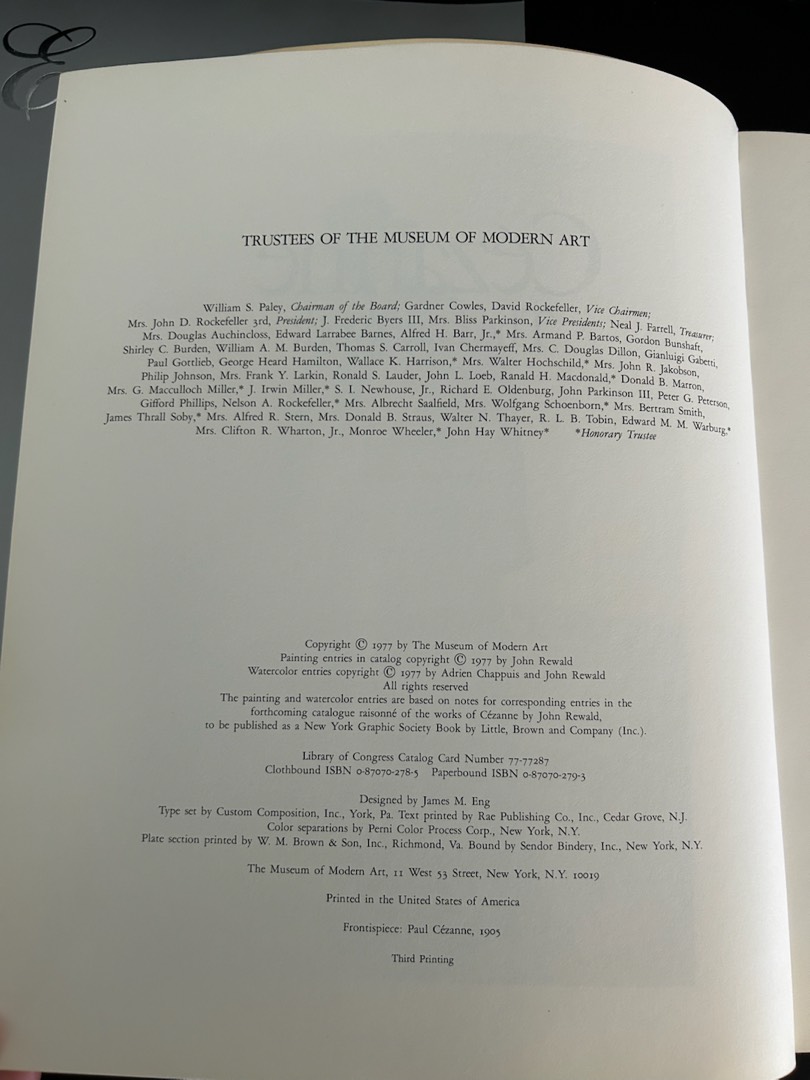 E
TRUSTEES OF THE MUSEUM OF MODERN ART
William S. Paley, Chairman of the Board; Gardner Cowles, David Rockefeller, Vice Chairmen;
Mrs. John D. Rockefeller 3rd, President; J. Frederic Byers III, Mrs. Bliss Parkinson, Vice Presidents; Neal J. Farrell, Treasurer;
Mrs. Douglas Auchincloss, Edward Larrabee Barnes, Alfred H. Barr, Jr.,* Mrs. Armand P. Bartos, Gordon Bunshaft,
Shirley C. Burden, William A. M. Burden, Thomas S. Carroll, Ivan Chermayeff, Mrs. C. Douglas Dillon, Gianluigi Gabetti,
Paul Gottlieb, George Heard Hamilton, Wallace K. Harrison,* Mrs. Walter Hochschild,* Mrs. John R. Jakobson,
Philip Johnson, Mrs. Frank Y. Larkin, Ronald S. Lauder, John L. Loeb, Ranald H. Macdonald,* Donald B. Marron,
Mrs. G. Macculloch Miller,* J. Irwin Miller,* S. I. Newhouse, Jr., Richard E. Oldenburg, John Parkinson III, Peter G. Peterson,
Gifford Phillips, Nelson A. Rockefeller,* Mrs. Albrecht Saalfield, Mrs. Wolfgang Schoenborn,* Mrs. Bertram Smith,
James Thrall Soby,* Mrs. Alfred R. Stern, Mrs. Donald B. Straus, Walter N. Thayer, R. L. B. Tobin, Edward M. M. Warburg,*
Mrs. Clifton R. Wharton, Jr., Monroe Wheeler,* John Hay Whitney* *Honorary Trustee
Copyright © 1977 by The Museum of Modern Art
Painting entries in catalog copyright © 1977 by John Rewald
Watercolor entries copyright © 1977 by Adrien Chappuis and John Rewald
All rights reserved
The painting and watercolor entries are based on notes for corresponding entries in the
forthcoming catalogue raisonné of the works of Cézanne by John Rewald,
to be published as a New York Graphic Society Book by Little, Brown and Company (Inc.).
Library of Congress Catalog Card Number 77-77287
Clothbound ISBN 0-87070-278-5 Paperbound ISBN 0-87070-279-3
Designed by James M. Eng
Type set by Custom Composition, Inc., York, Pa. Text printed by Rae Publishing Co., Inc., Cedar Grove, N.J.
Color separations by Pemi Color Process Corp., New York, N.Y.
Plate section printed by W. M. Brown & Son, Inc., Richmond, Va. Bound by Sendor Bindery, Inc., New York, N.Y.
The Museum of Modern Art, 11 West 53 Street, New York, N.Y. 10019
Printed in the United States of America
Frontispiece: Paul Cézanne, 1905
Third Printing